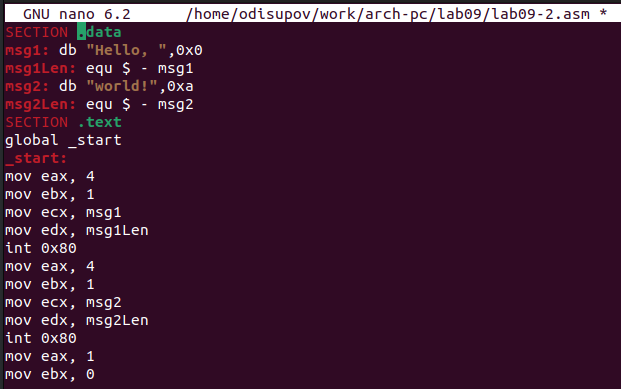 GNU nano 6.2 /home/odisupov/work/arch-pc/lab09/lab09-2.asm *
SECTION .data
msg1: db "Hello, ",0x0
msg1Len: equ $ - msg1
msg2: db "world!",0xa
msg2Len: equ $ - msg2
SECTION .text
global _start
_start:
mov eax, 4
mov ebx, 1
mov ecx, msg1
mov edx, msg1Len
int 0x80
mov eax, 4
mov ebx, 1
mov ecx, msg2
mov edx, msg2Len
int 0x80
mov eax, 1
mov ebx, 0